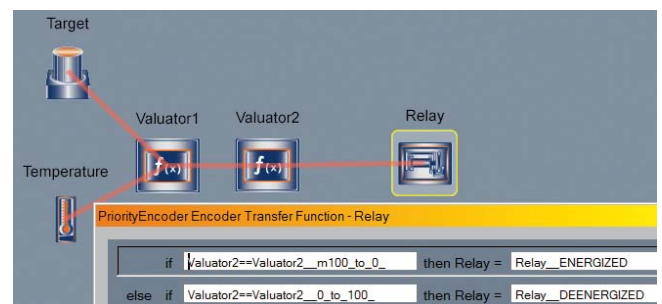 Target
Valuator1 Valuator2 Relay
Temperature
f(x) f(x)
PriorityEncoder Encoder Transfer Function - Relay
if Valuator2==Valuator2__m100_to_0_ then Relay = Relay__ENERGIZED
else if Valuator2==Valuator2__0_to_100_ then Relay = Relay__DEENERGIZED